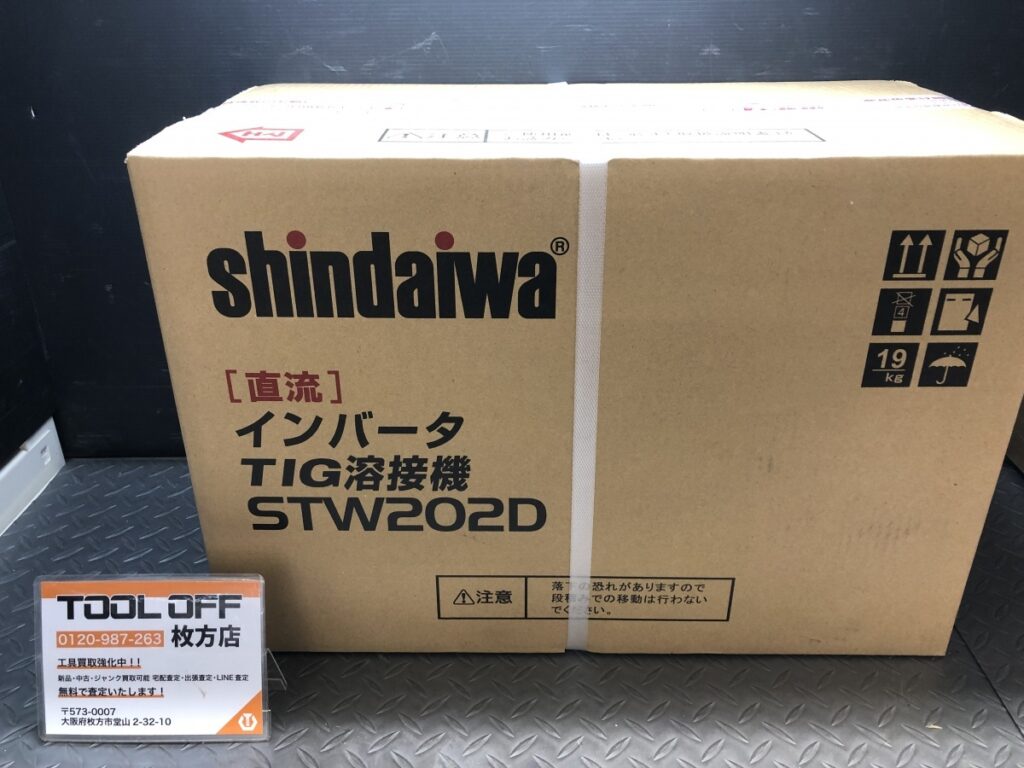 shindaiwa®
[直流]
インバータ
TIG溶接機
STW202D
4
19
kg
⚠注意
落下の恐れがありますので
段積みでの移動は行わない
でください。
TOOL OFF
0120-987-263 枚方店
工具買取強化中！！
新品・中古・ジャンク買取可能 宅配査定・出張査定・LINE査定
無料で査定いたします！
〒573-0007
大阪府枚方市堂山 2-32-10